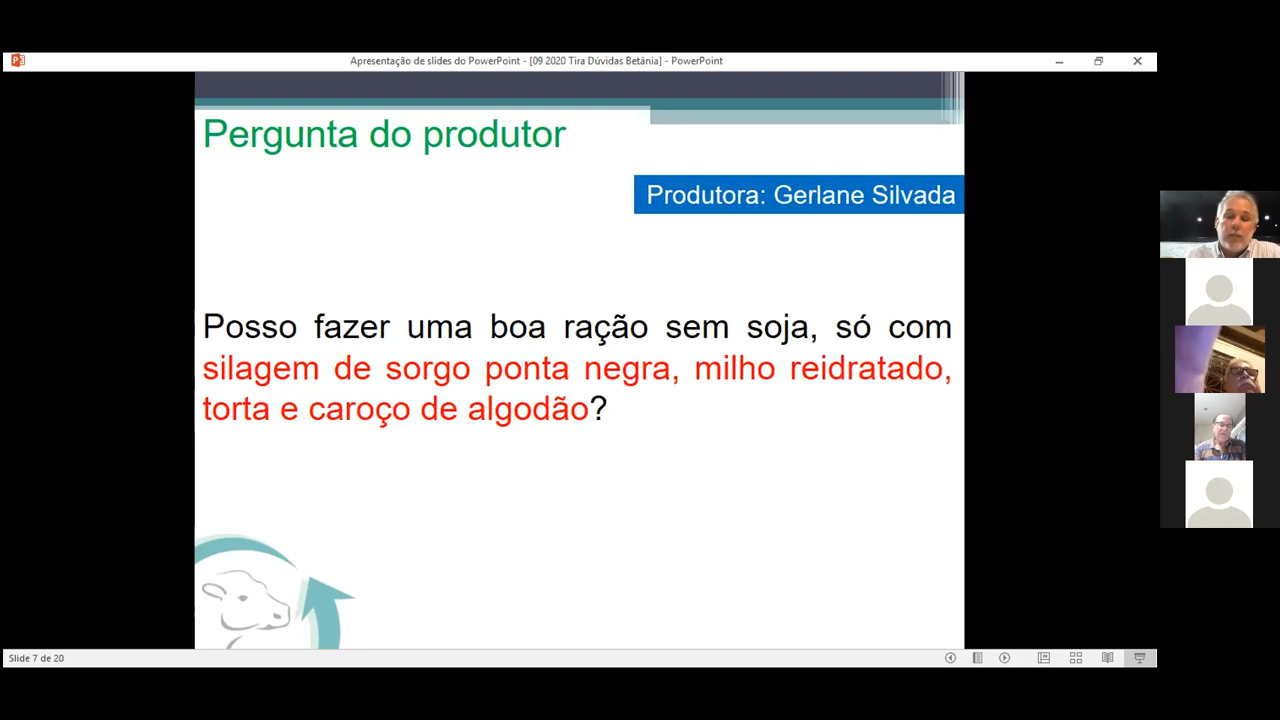 Apresentação de slides do PowerPoint - [09 2020 Tira Dúvidas Betânia] - PowerPoint
Pergunta do produtor
Produtora: Gerlane Silvada
Posso fazer uma boa ração sem soja, só com
silagem de sorgo ponta negra, milho reidratado,
torta e caroço de algodão?
Slide 7 de 20